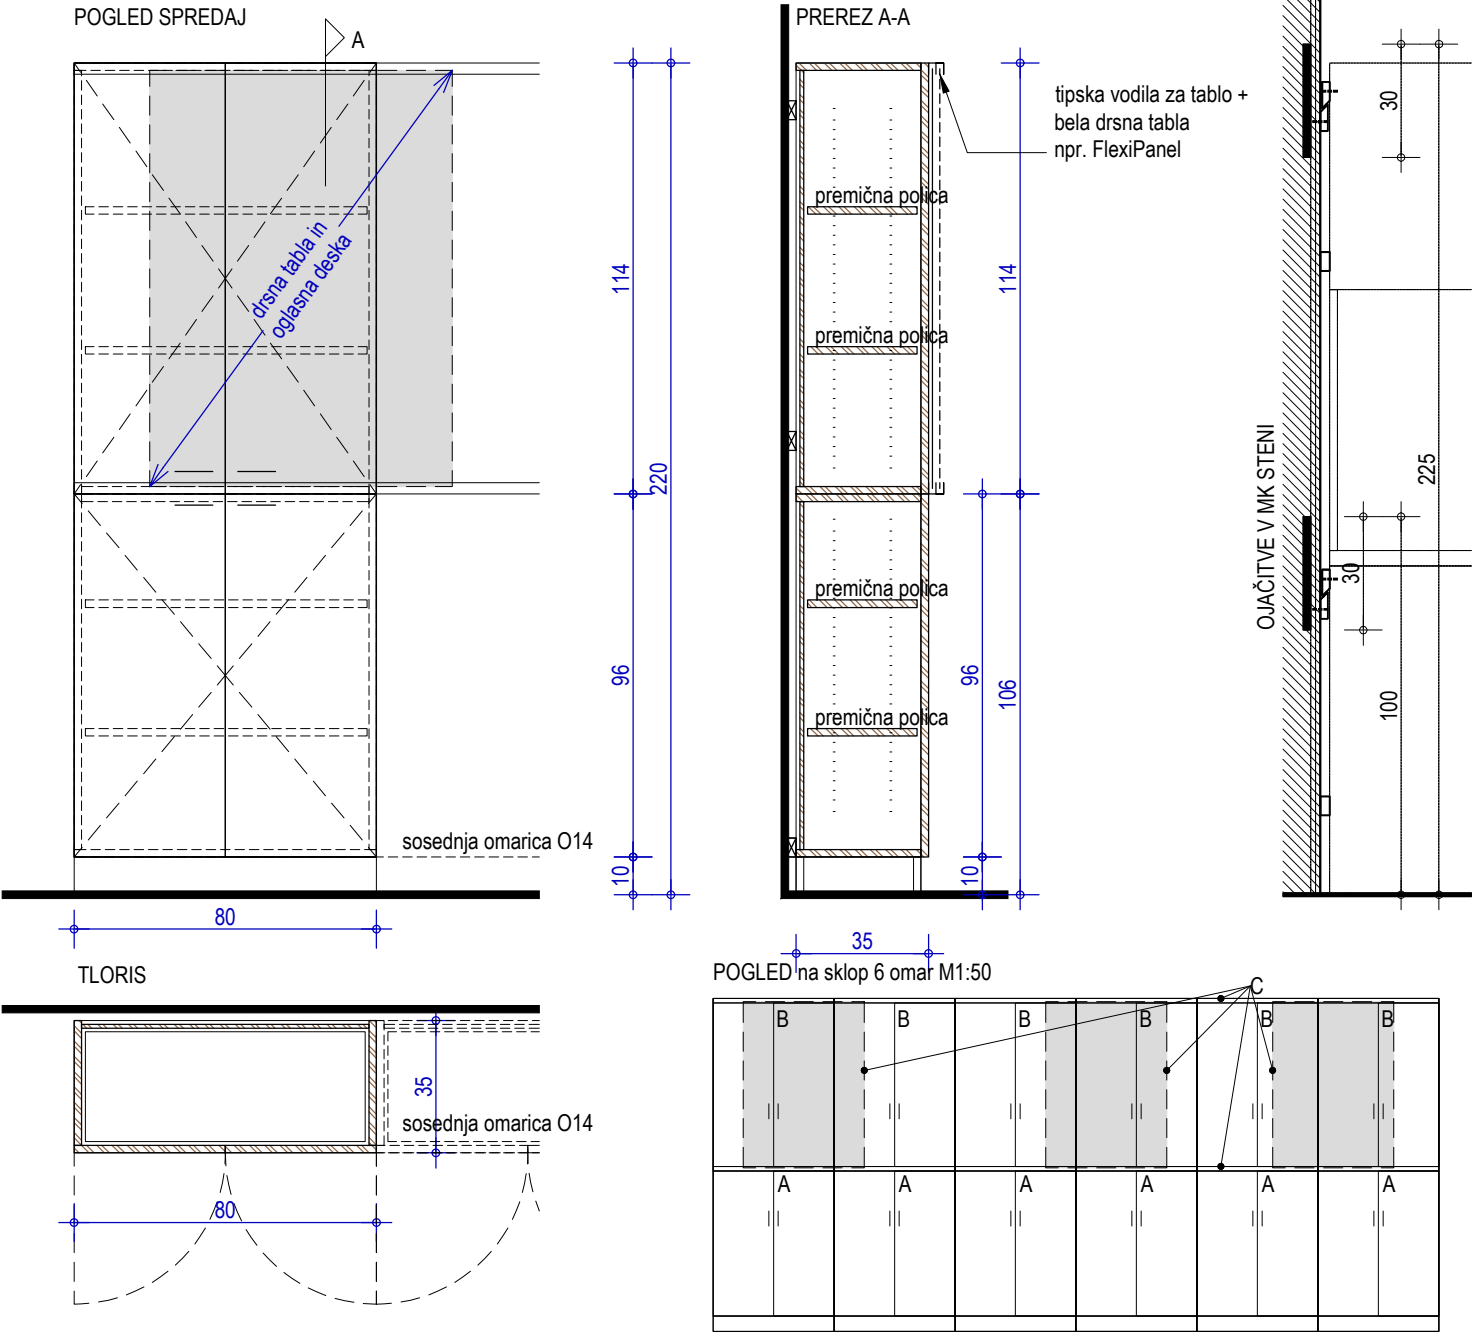 POGLED SPREDAJ
A
drsna tabla in
oglasna deska
sosednja omarica O14
80
114
220
96
10
PREREZ A-A
tipska vodila za tablo +
bela drsna tabla
npr. FlexiPanel
premična polica
premična polica
premična polica
premična polica
114
96
106
10
35
OJAČITVE V MK STENI
30
225
30
100
TLORIS
35
sosednja omarica O14
80
POGLED na sklop 6 omar M1:50
C
B B B B B B
A A A A A A